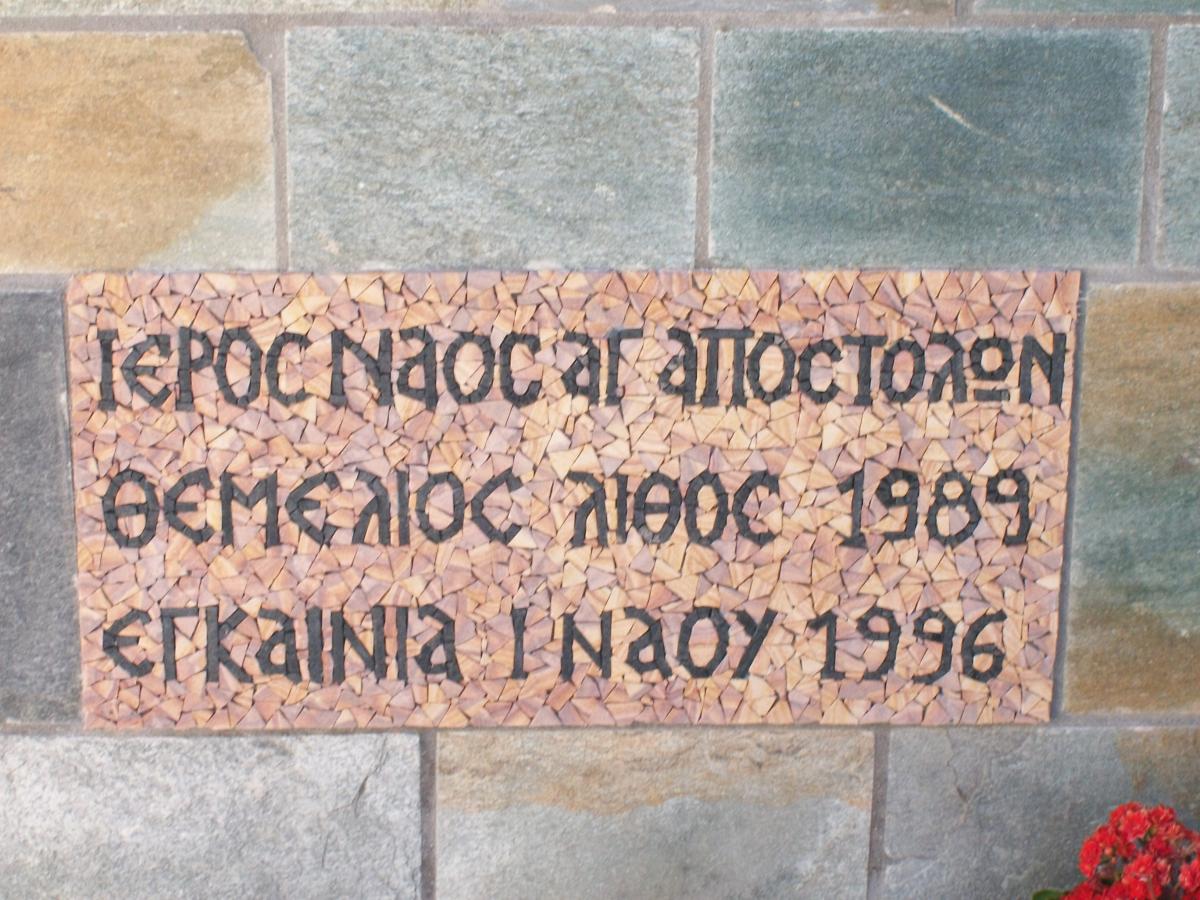 ΙΕΡΟΣ ΝΑΟΣ ΑΓ ΑΠΟΣΤΟΛΩΝ
ΘΕΜΕΛΙΟΣ ΛΙΘΟΣ 1989
ΕΓΚΑΙΝΙΑ Ι ΝΑΟΥ 1996